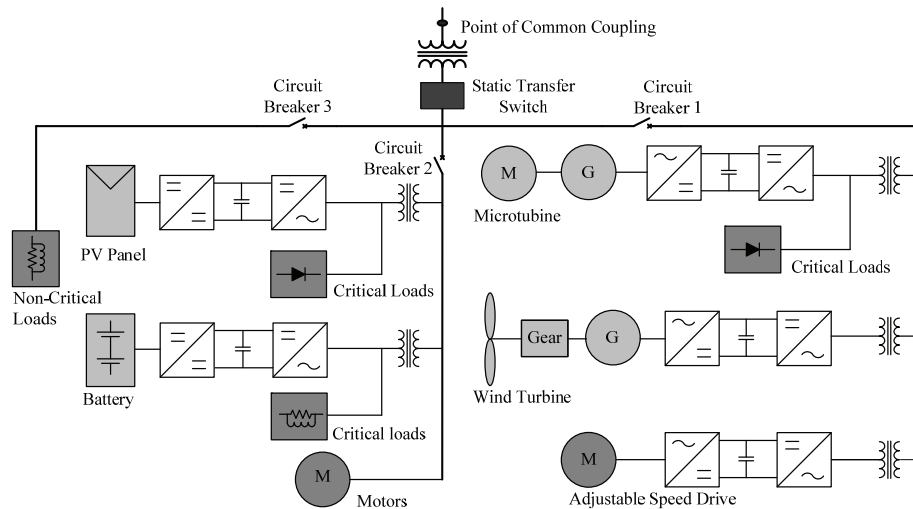 Point of Common Coupling
Static Transfer
Switch
Circuit
Breaker 3
Circuit
Breaker 1
Circuit
Breaker 2
PV Panel
Non-Critical
Loads
Critical Loads
Battery
Critical loads
M
Motors
M
G
Microtubine
Critical Loads
Gear
G
Wind Turbine
M
Adjustable Speed Drive